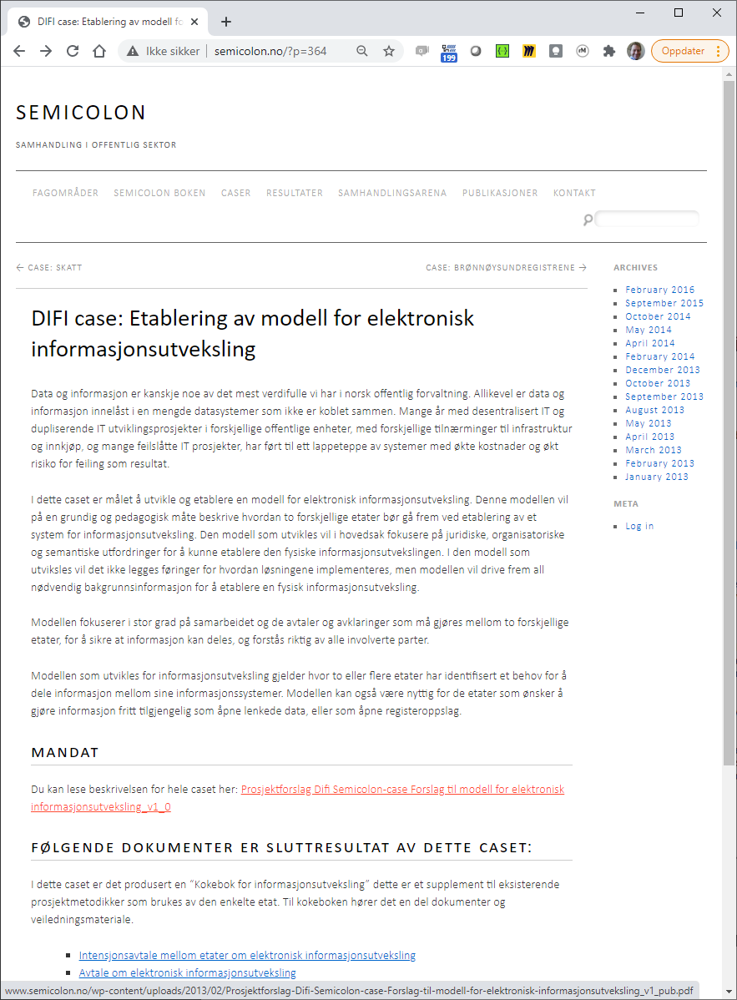 DIFI case: Etablering av modell fo
Ikke sikker
semicolon.no/?p=364
199
rM
Oppdater
SEMICOLON
SAMHANDLING I OFFENTLIG SEKTOR
FAGOMRÅDER SEMICOLON BOKEN CASER RESULTATER SAMHANDLINGSARENA PUBLIKASJONER KONTAKT
← CASE: SKATT
CASE: BRØNNØYSUNDREGISTRENE →
DIFI case: Etablering av modell for elektronisk
informasjonsutveksling
Data og informasjon er kanskje noe av det mest verdifulle vi har i norsk offentlig forvaltning. Allikevel er data og
informasjon innelåst i en mengde datasystemer som ikke er koblet sammen. Mange år med desentralisert IT og
dupliserende IT utviklingsprosjekter i forskjellige offentlige enheter, med forskjellige tilnærminger til infrastruktur
og innkjøp, og mange feilslåtte IT prosjekter, har ført til ett lappeteppe av systemer med økte kostnader og økt
risiko for feiling som resultat.
I dette caset er målet å utvikle og etablere en modell for elektronisk informasjonsutveksling. Denne modellen vil
på en grundig og pedagogisk måte beskrive hvordan to forskjellige etater bør gå frem ved etablering av et
system for informasjonsutveksling. Den modell som utvikles vil i hovedsak fokusere på juridiske, organisatoriske
og semantiske utfordringer for å kunne etablere den fysiske informasjonsutvekslingen. I den modell som
utviksles vil det ikke legges føringer for hvordan løsningene implementeres, men modellen vil drive frem all
nødvendig bakgrunnsinformasjon for å etablere en fysisk informasjonsutveksling.
Modellen fokuserer i stor grad på samarbeidet og de avtaler og avklaringer som må gjøres mellom to forskjellige
etater, for å sikre at informasjon kan deles, og forstås riktig av alle involverte parter.
Modellen som utvikles for informasjonsutveksling gjelder hvor to eller flere etater har identifisert et behov for å
dele informasjon mellom sine informasjonssystemer. Modellen kan også være nyttig for de etater som ønsker å
gjøre informasjon fritt tilgjengelig som åpne lenkede data, eller som åpne registeroppslag.
MANDAT
Du kan lese beskrivelsen for hele caset her: Prosjektforslag Difi Semicolon-case Forslag til modell for elektronisk
informasjonsutveksling_v1_0
FØLGENDE DOKUMENTER ER SLUTTRESULTAT AV DETTE CASET:
I dette caset er det produsert en “Kokebok for informasjonsutveksling” dette er et supplement til eksisterende
prosjektmetodikker som brukes av den enkelte etat. Til kokeboken hører det en del dokumenter og
veiledningsmateriale.
Intensjonsavtale mellom etater om elektronisk informasjonsutveksling
Avtale om elektronisk informasjonsutveksling
ARCHIVES
February 2016
September 2015
October 2014
May 2014
April 2014
February 2014
December 2013
October 2013
September 2013
August 2013
May 2013
April 2013
March 2013
February 2013
January 2013
META
Log in
www.semicolon.no/wp-content/uploads/2013/02/Prosjektforslag-Difi-Semicolon-case-Forslag-til-modell-for-elektronisk-informasjonsutveksling_v1_pub.pdf